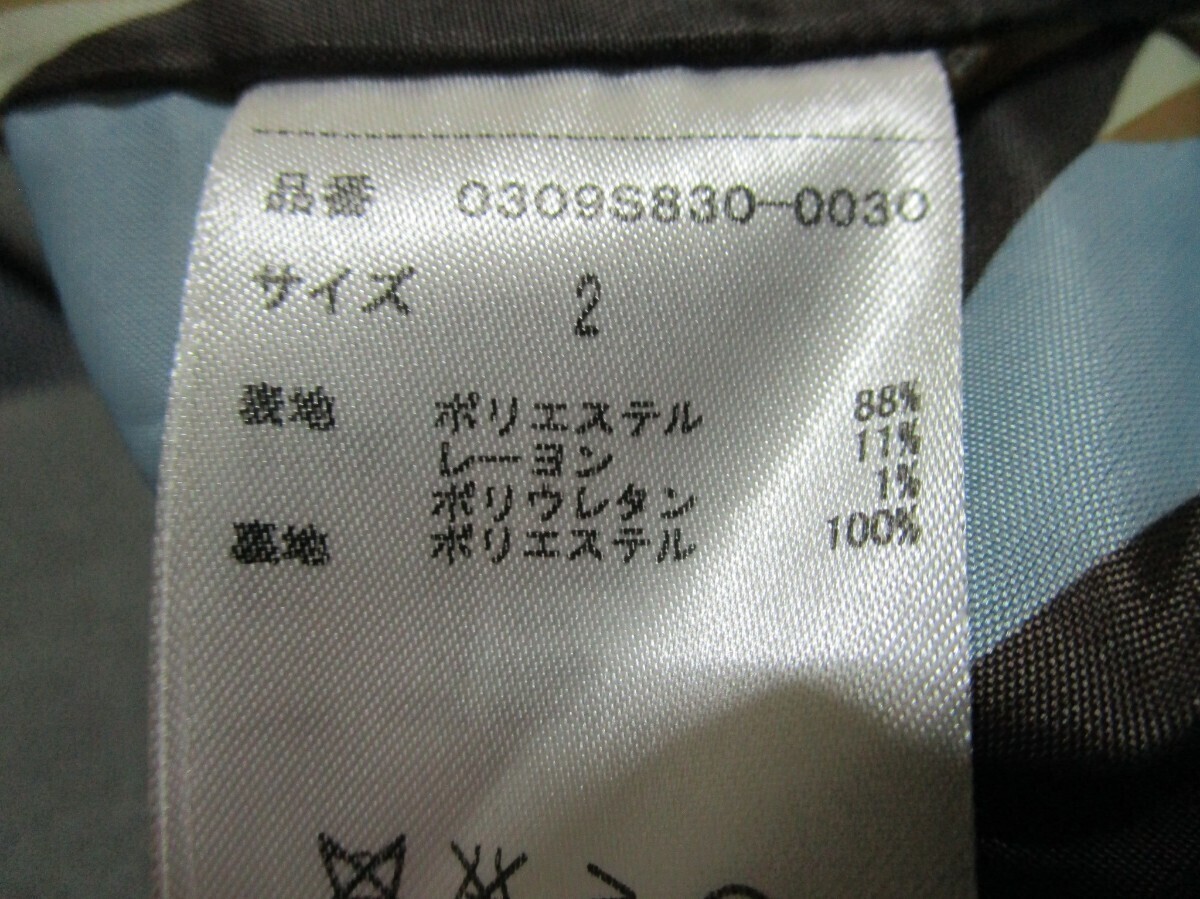 品番 0309S830-0030
サイズ 2
表地 ポリエステル 88%
レーヨン 11%
ポリウレタン 1%
裏地 ポリエステル 100%